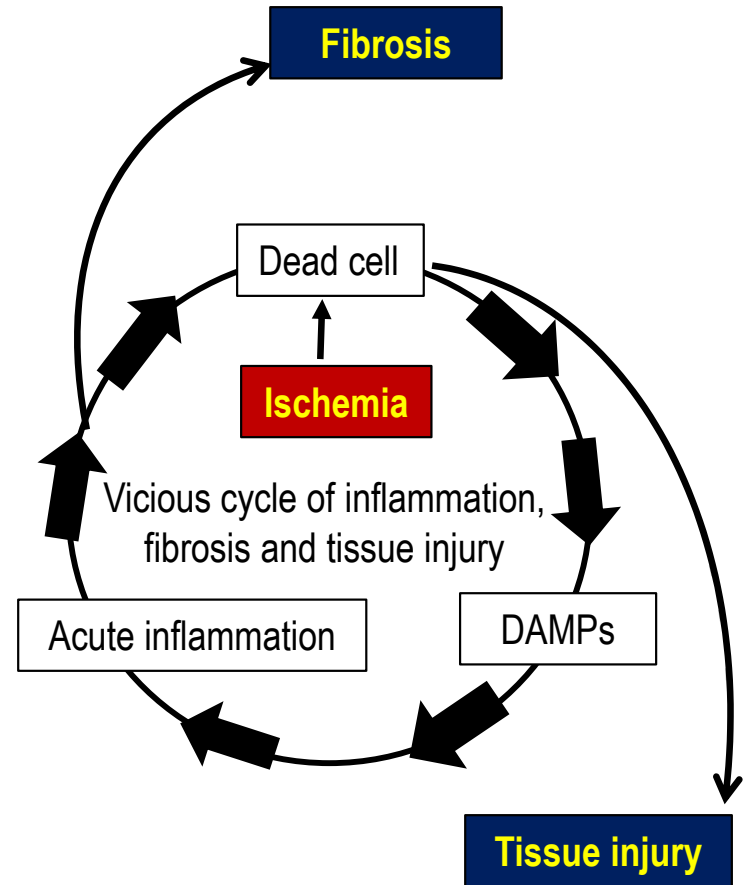 Fibrosis
Dead cell
Ischemia
Vicious cycle of inflammation,
fibrosis and tissue injury
Acute inflammation
DAMPs
Tissue injury